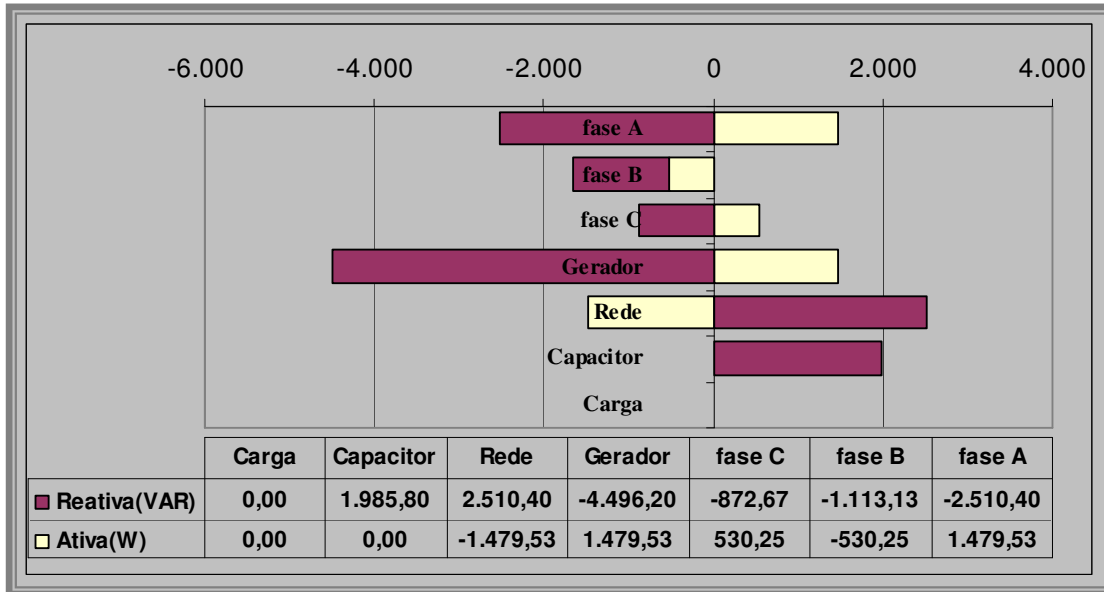 -6.000 -4.000 -2.000 0 2.000 4.000
fase A
fase B
fase C
Gerador
Rede
Capacitor
Carga
Carga Capacitor Rede Gerador fase C fase B fase A
Reativa(VAR) 0,00 1.985,80 2.510,40 -4.496,20 -872,67 -1.113,13 -2.510,40
Ativa(W) 0,00 0,00 -1.479,53 1.479,53 530,25 -530,25 1.479,53